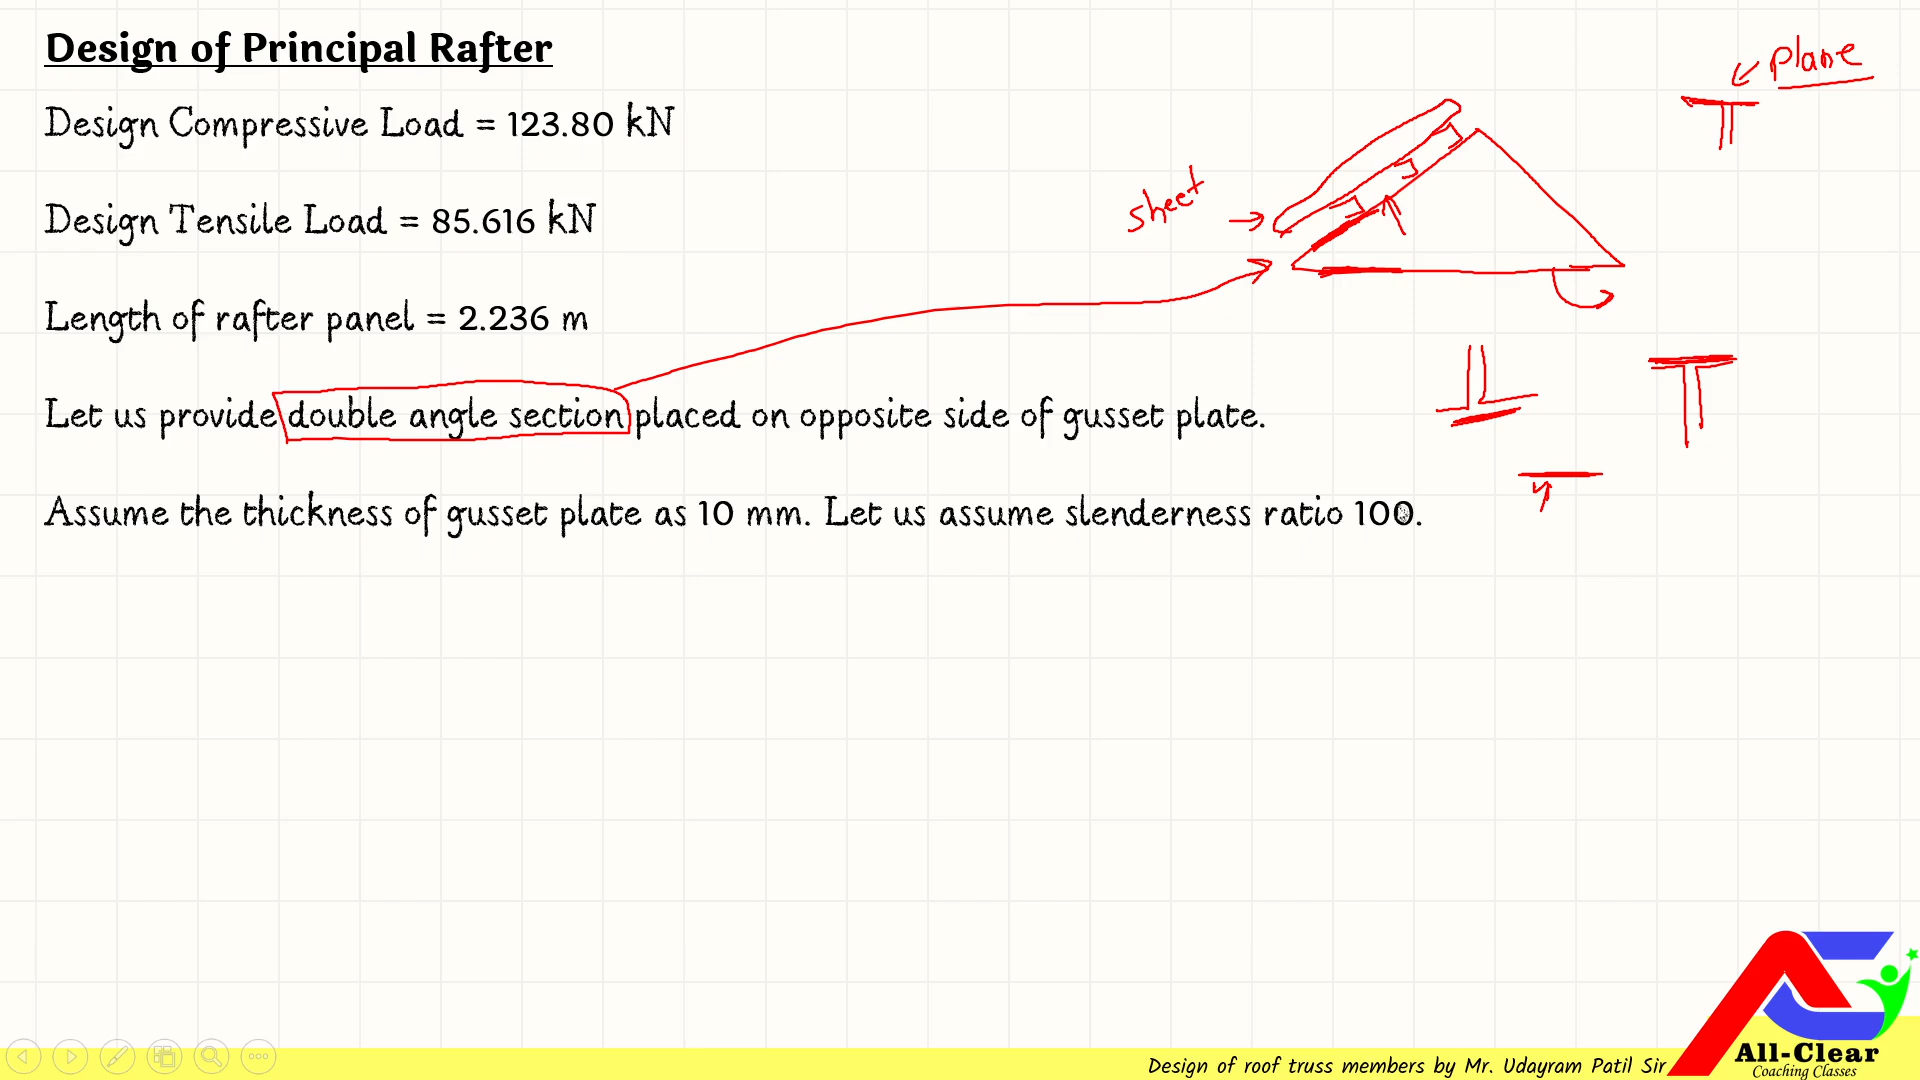 Design of Principal Rafter
plane
Design Compressive Load = 123.80 kN
sheet
Design Tensile Load = 85.616 kN
Length of rafter panel = 2.236 m
Let us provide double angle section placed on opposite side of gusset plate.
Assume the thickness of gusset plate as 10 mm. Let us assume slenderness ratio 100.
Design of roof truss members by Mr. Udayram Patil Sir
All-Clear
Coaching Classes